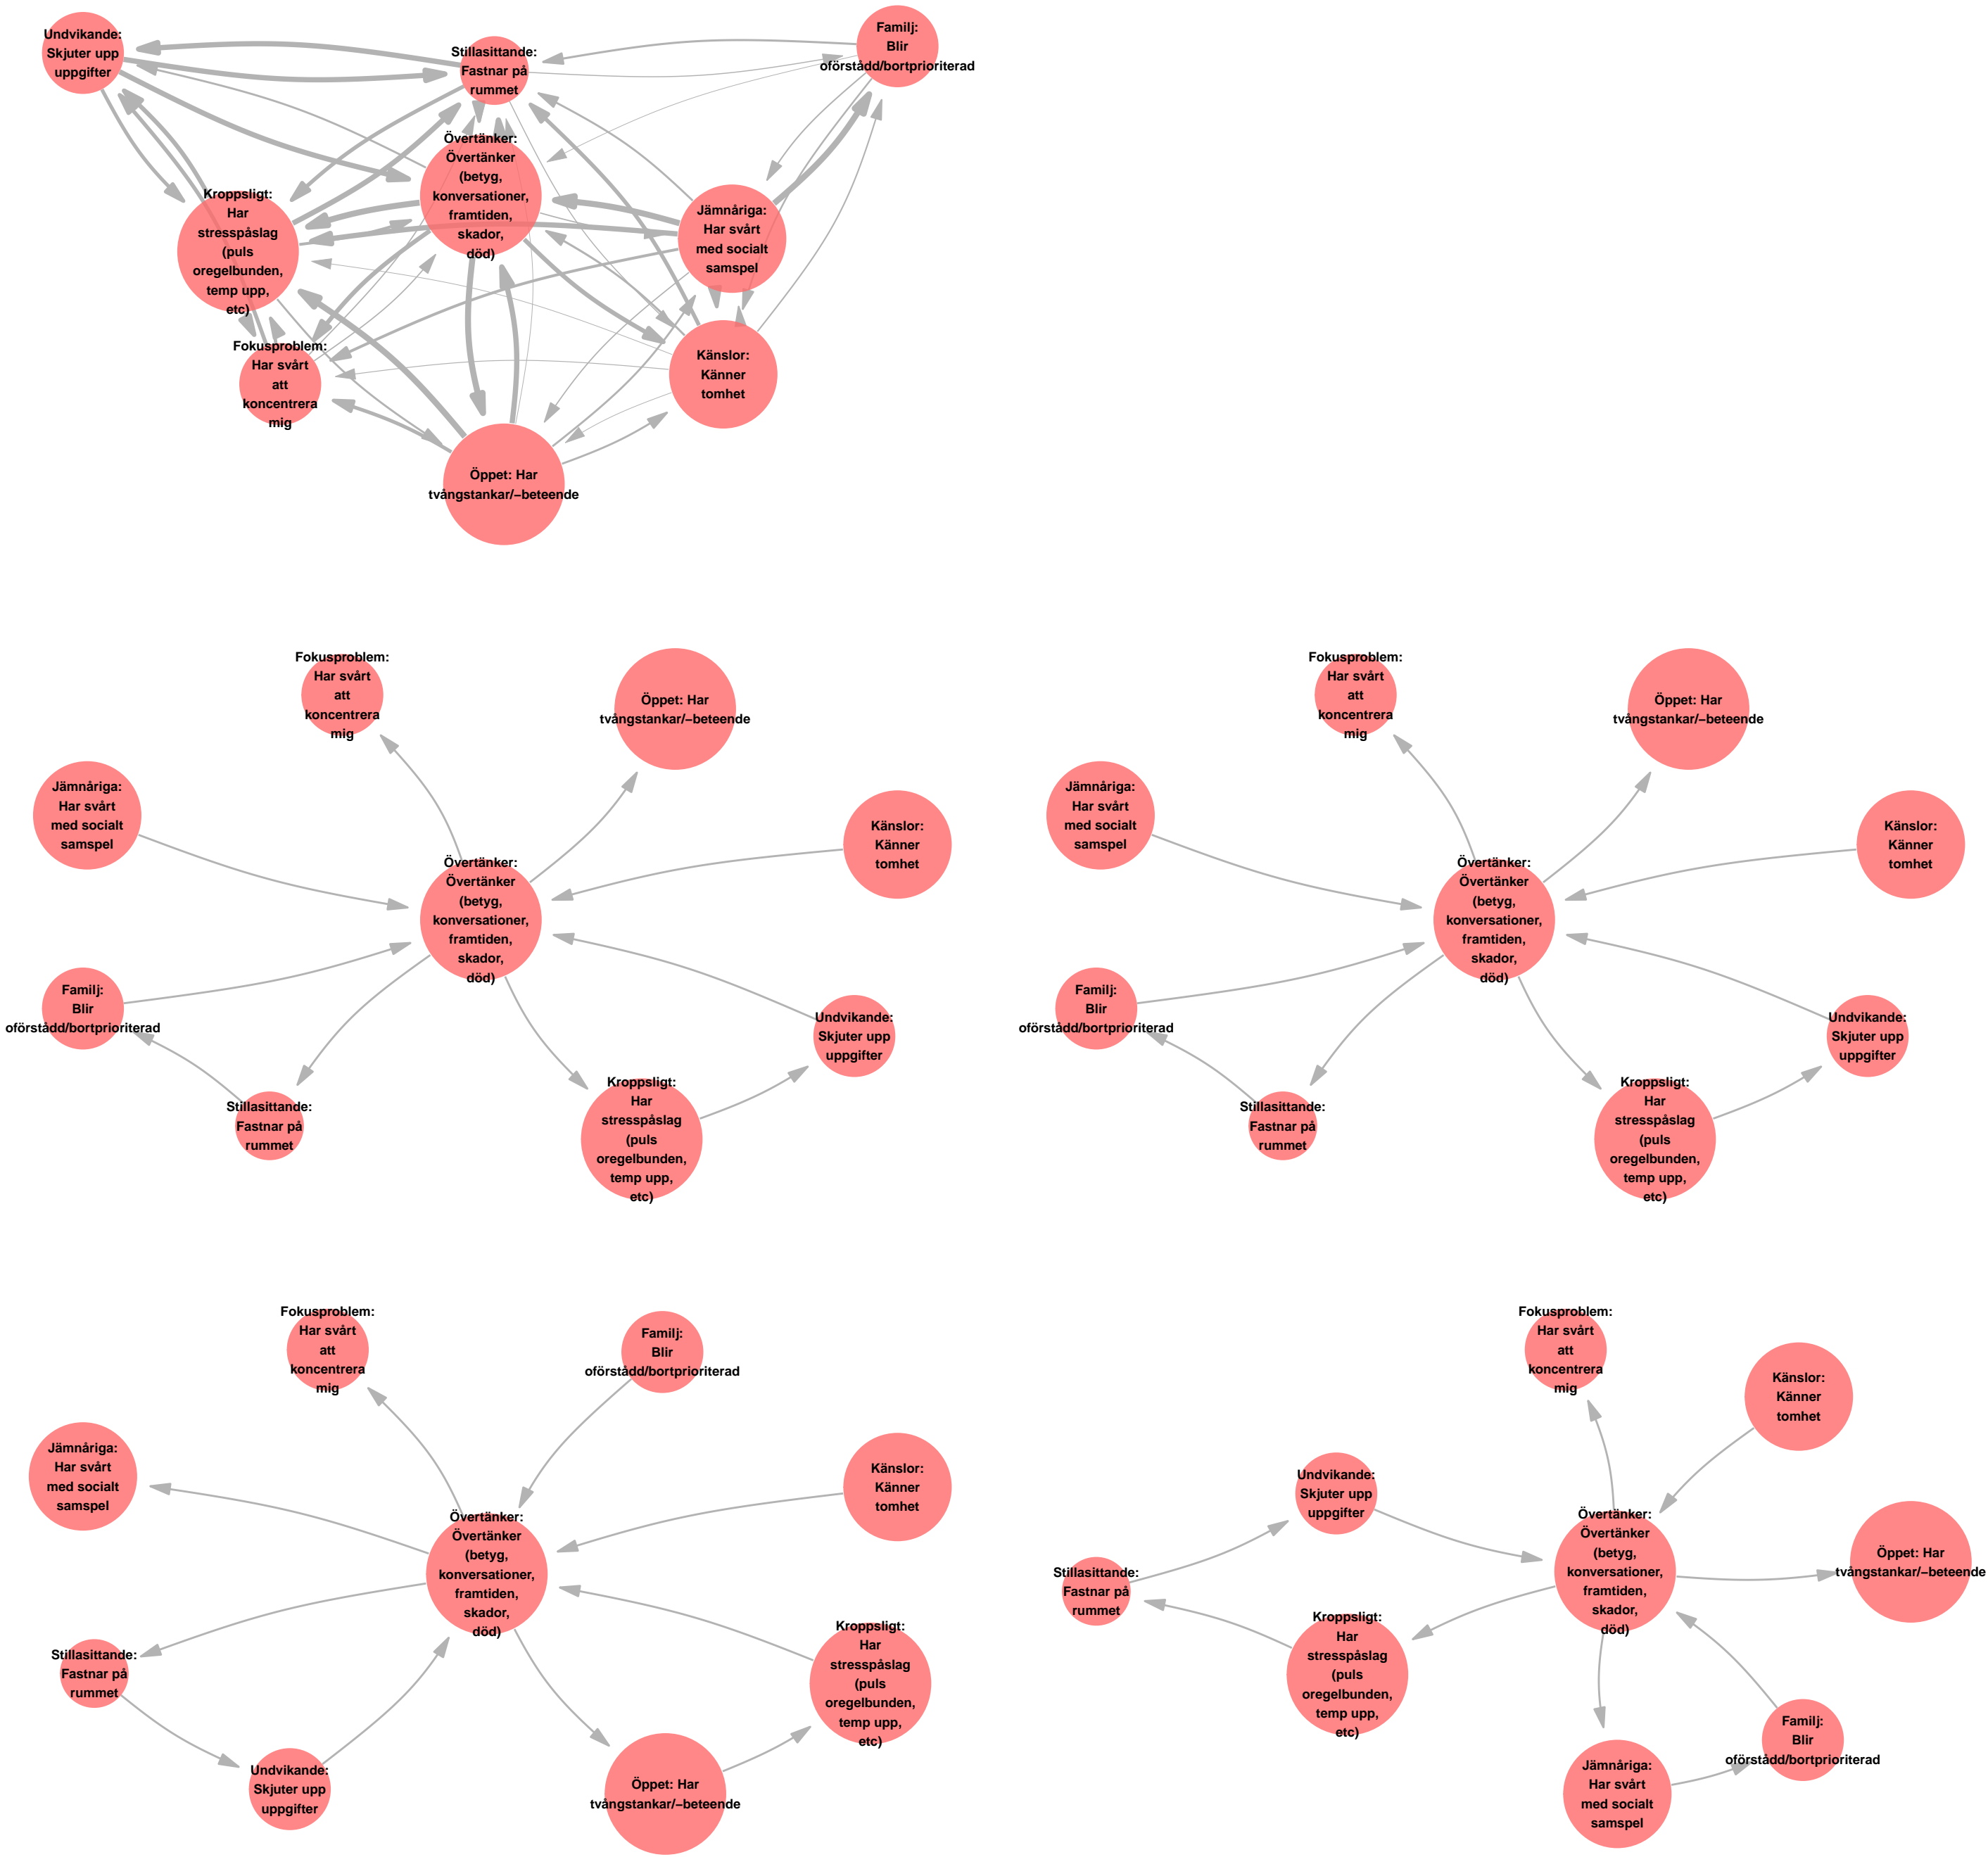 Undvikande:
Skjuter upp
uppgifter
Stillasittande:
Fastnar på
rummet
Familj:
Blir
oförstådd/bortprioriterad
Övertänker:
Övertänker
(betyg,
konversationer,
framtiden,
skador,
död)
Kroppsligt:
Har
stresspåslag
(puls
oregelbunden,
temp upp,
etc)
Jämnåriga:
Har svårt
med socialt
samspel
Fokusproblem:
Har svårt
att
koncentrera
mig
Känslor:
Känner
tomhet
Öppet: Har
tvångstankar/−beteende
Fokusproblem:
Har svårt
att
koncentrera
mig
Öppet: Har
tvångstankar/−beteende
Jämnåriga:
Har svårt
med socialt
samspel
Känslor:
Känner
tomhet
Övertänker:
Övertänker
(betyg,
konversationer,
framtiden,
skador,
död)
Familj:
Blir
oförstådd/bortprioriterad
Undvikande:
Skjuter upp
uppgifter
Stillasittande:
Fastnar på
rummet
Kroppsligt:
Har
stresspåslag
(puls
oregelbunden,
temp upp,
etc)
Fokusproblem:
Har svårt
att
koncentrera
mig
Öppet: Har
tvångstankar/−beteende
Jämnåriga:
Har svårt
med socialt
samspel
Känslor:
Känner
tomhet
Övertänker:
Övertänker
(betyg,
konversationer,
framtiden,
skador,
död)
Familj:
Blir
oförstådd/bortprioriterad
Undvikande:
Skjuter upp
uppgifter
Stillasittande:
Fastnar på
rummet
Kroppsligt:
Har
stresspåslag
(puls
oregelbunden,
temp upp,
etc)
Fokusproblem:
Har svårt
att
koncentrera
mig
Familj:
Blir
oförstådd/bortprioriterad
Jämnåriga:
Har svårt
med socialt
samspel
Känslor:
Känner
tomhet
Övertänker:
Övertänker
(betyg,
konversationer,
framtiden,
skador,
död)
Stillasittande:
Fastnar på
rummet
Kroppsligt:
Har
stresspåslag
(puls
oregelbunden,
temp upp,
etc)
Undvikande:
Skjuter upp
uppgifter
Öppet: Har
tvångstankar/−beteende
Fokusproblem:
Har svårt
att
koncentrera
mig
Känslor:
Känner
tomhet
Undvikande:
Skjuter upp
uppgifter
Övertänker:
Övertänker
(betyg,
konversationer,
framtiden,
skador,
död)
Öppet: Har
tvångstankar/−beteende
Stillasittande:
Fastnar på
rummet
Kroppsligt:
Har
stresspåslag
(puls
oregelbunden,
temp upp,
etc)
Familj:
Blir
oförstådd/bortprioriterad
Jämnåriga:
Har svårt
med socialt
samspel